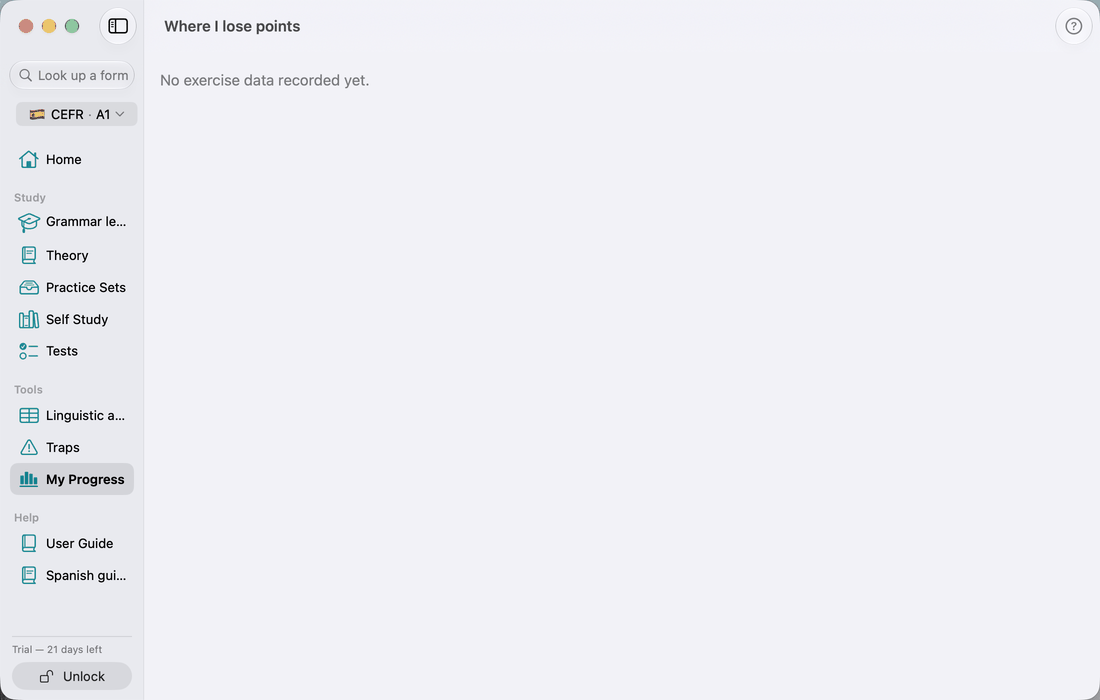 Where I lose points
Look up a form
CEFR · A1
Home
Study
Grammar le...
Theory
Practice Sets
Self Study
Tests
Tools
Linguistic a...
Traps
My Progress
Help
User Guide
Spanish gui...
Trial — 21 days left
Unlock
No exercise data recorded yet.
?